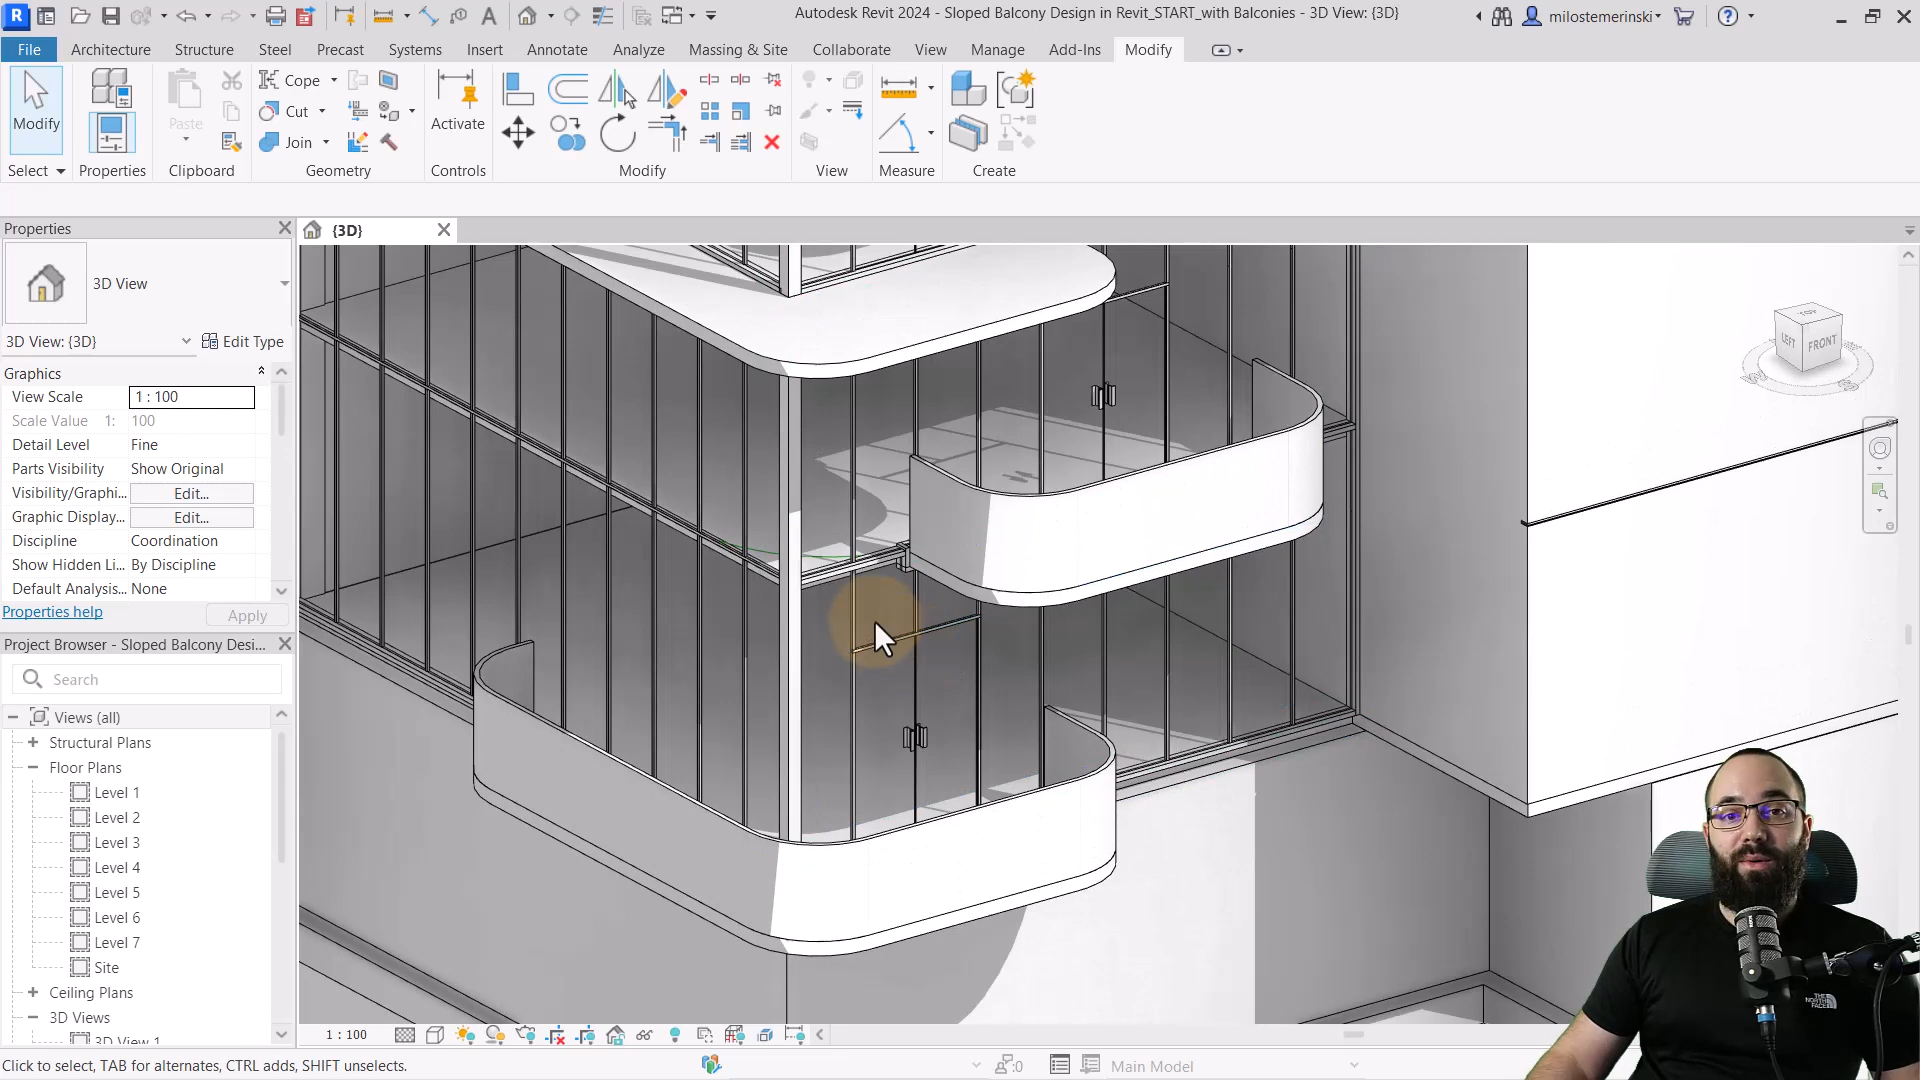 R
Autodesk Revit 2024 - Sloped Balcony Design in Revit_START_with Balconies - 3D View: {3D}
milostemerinski
File
Architecture
Structure
Steel
Precast
Systems
Insert
Annotate
Analyze
Massing & Site
Collaborate
View
Manage
Add-Ins
Modify
Modify
Select
Properties
Paste
Clipboard
Cope
Cut
Join
Geometry
Activate
Controls
Modify
View
Measure
Create
Properties
3D View
3D View: {3D}
Edit Type
Graphics
View Scale 1 : 100
Scale Value 1: 100
Detail Level Fine
Parts Visibility Show Original
Visibility/Graphi... Edit...
Graphic Display... Edit...
Discipline Coordination
Show Hidden Li... By Discipline
Default Analysis... None
Properties help
Apply
Project Browser - Sloped Balcony Desi...
Search
Views (all)
Structural Plans
Floor Plans
Level 1
Level 2
Level 3
Level 4
Level 5
Level 6
Level 7
Site
Ceiling Plans
3D Views
3D View 1
{3D}
TOP
LEFT
FRONT
W
S
THE
NORTH
FACE
1 : 100
Click to select, TAB for alternates, CTRL adds, SHIFT unselects.
:0
Main Model